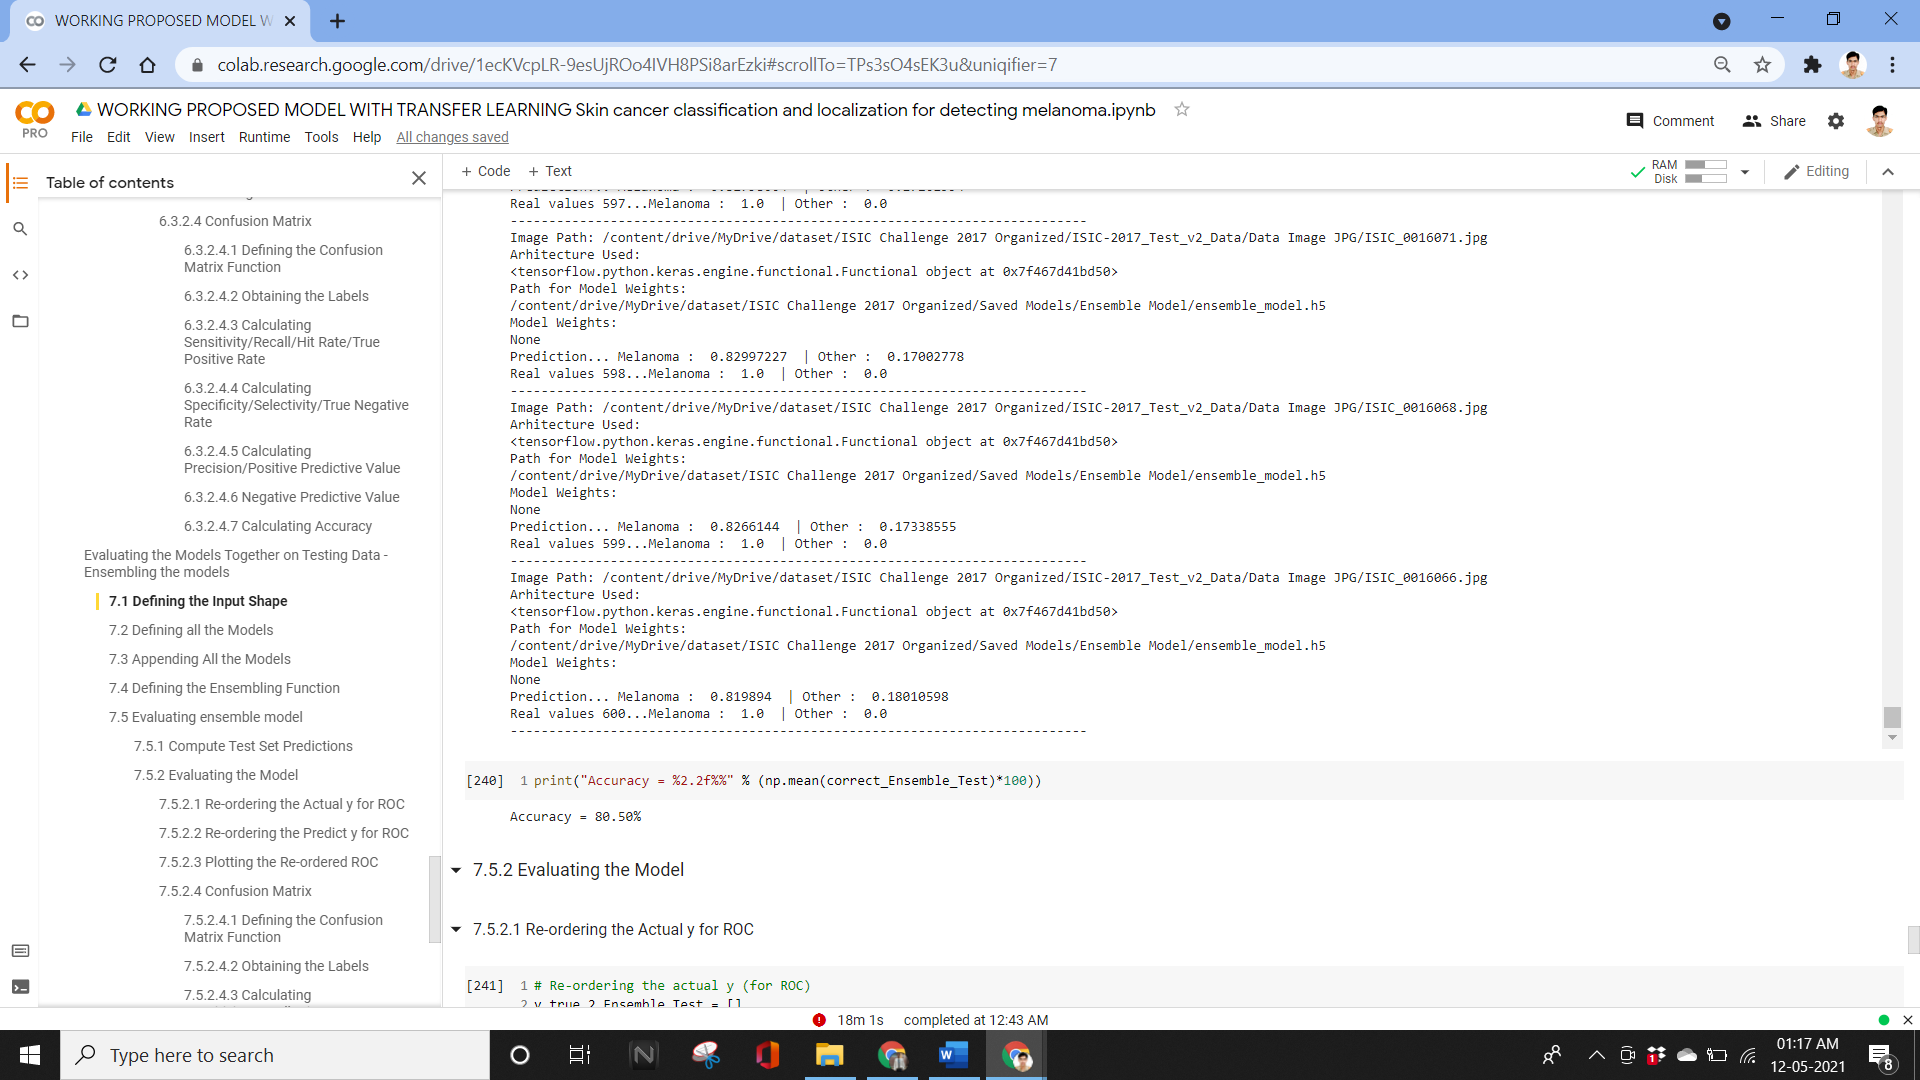 WORKING PROPOSED MODEL W
colab.research.google.com/drive/1ecKVcpLR-9esUjROo4IVH8PSi8arEzki#scrollTo=TPs3sO4sEK3u&uniqifier=7
PRO
WORKING PROPOSED MODEL WITH TRANSFER LEARNING Skin cancer classification and localization for detecting melanoma.ipynb
File Edit View Insert Runtime Tools Help All changes saved
Comment Share
Table of contents
6.3.2.4 Confusion Matrix
6.3.2.4.1 Defining the Confusion
Matrix Function
6.3.2.4.2 Obtaining the Labels
6.3.2.4.3 Calculating
Sensitivity/Recall/Hit Rate/True
Positive Rate
6.3.2.4.4 Calculating
Specificity/Selectivity/True Negative
Rate
6.3.2.4.5 Calculating
Precision/Positive Predictive Value
6.3.2.4.6 Negative Predictive Value
6.3.2.4.7 Calculating Accuracy
Evaluating the Models Together on Testing Data -
Ensembling the models
7.1 Defining the Input Shape
7.2 Defining all the Models
7.3 Appending All the Models
7.4 Defining the Ensembling Function
7.5 Evaluating ensemble model
7.5.1 Compute Test Set Predictions
7.5.2 Evaluating the Model
7.5.2.1 Re-ordering the Actual y for ROC
7.5.2.2 Re-ordering the Predict y for ROC
7.5.2.3 Plotting the Re-ordered ROC
7.5.2.4 Confusion Matrix
7.5.2.4.1 Defining the Confusion
Matrix Function
7.5.2.4.2 Obtaining the Labels
7.5.2.4.3 Calculating
+ Code + Text
RAM
Disk
Editing
Real values 597...Melanoma :  1.0  | Other :  0.0
---------------------------------------------------------------------------
Image Path: /content/drive/MyDrive/dataset/ISIC Challenge 2017 Organized/ISIC-2017_Test_v2_Data/Data Image JPG/ISIC_0016071.jpg
Arhitecture Used:
<tensorflow.python.keras.engine.functional.Functional object at 0x7f467d41bd50>
Path for Model Weights:
/content/drive/MyDrive/dataset/ISIC Challenge 2017 Organized/Saved Models/Ensemble Model/ensemble_model.h5
Model Weights:
None
Prediction... Melanoma :  0.82997227  | Other :  0.17002778
Real values 598...Melanoma :  1.0  | Other :  0.0
---------------------------------------------------------------------------
Image Path: /content/drive/MyDrive/dataset/ISIC Challenge 2017 Organized/ISIC-2017_Test_v2_Data/Data Image JPG/ISIC_0016068.jpg
Arhitecture Used:
<tensorflow.python.keras.engine.functional.Functional object at 0x7f467d41bd50>
Path for Model Weights:
/content/drive/MyDrive/dataset/ISIC Challenge 2017 Organized/Saved Models/Ensemble Model/ensemble_model.h5
Model Weights:
None
Prediction... Melanoma :  0.8266144  | Other :  0.17338555
Real values 599...Melanoma :  1.0  | Other :  0.0
---------------------------------------------------------------------------
Image Path: /content/drive/MyDrive/dataset/ISIC Challenge 2017 Organized/ISIC-2017_Test_v2_Data/Data Image JPG/ISIC_0016066.jpg
Arhitecture Used:
<tensorflow.python.keras.engine.functional.Functional object at 0x7f467d41bd50>
Path for Model Weights:
/content/drive/MyDrive/dataset/ISIC Challenge 2017 Organized/Saved Models/Ensemble Model/ensemble_model.h5
Model Weights:
None
Prediction... Melanoma :  0.819894  | Other :  0.18010598
Real values 600...Melanoma :  1.0  | Other :  0.0
---------------------------------------------------------------------------
[240] 1 print("Accuracy = %2.2f%%" % (np.mean(correct_Ensemble_Test)*100))
Accuracy = 80.50%
7.5.2 Evaluating the Model
7.5.2.1 Re-ordering the Actual y for ROC
[241] 1 # Re-ordering the actual y (for ROC)
2 y_true_2_Ensemble_Test = []
18m 1s completed at 12:43 AM
Type here to search
01:17 AM
12-05-2021
8